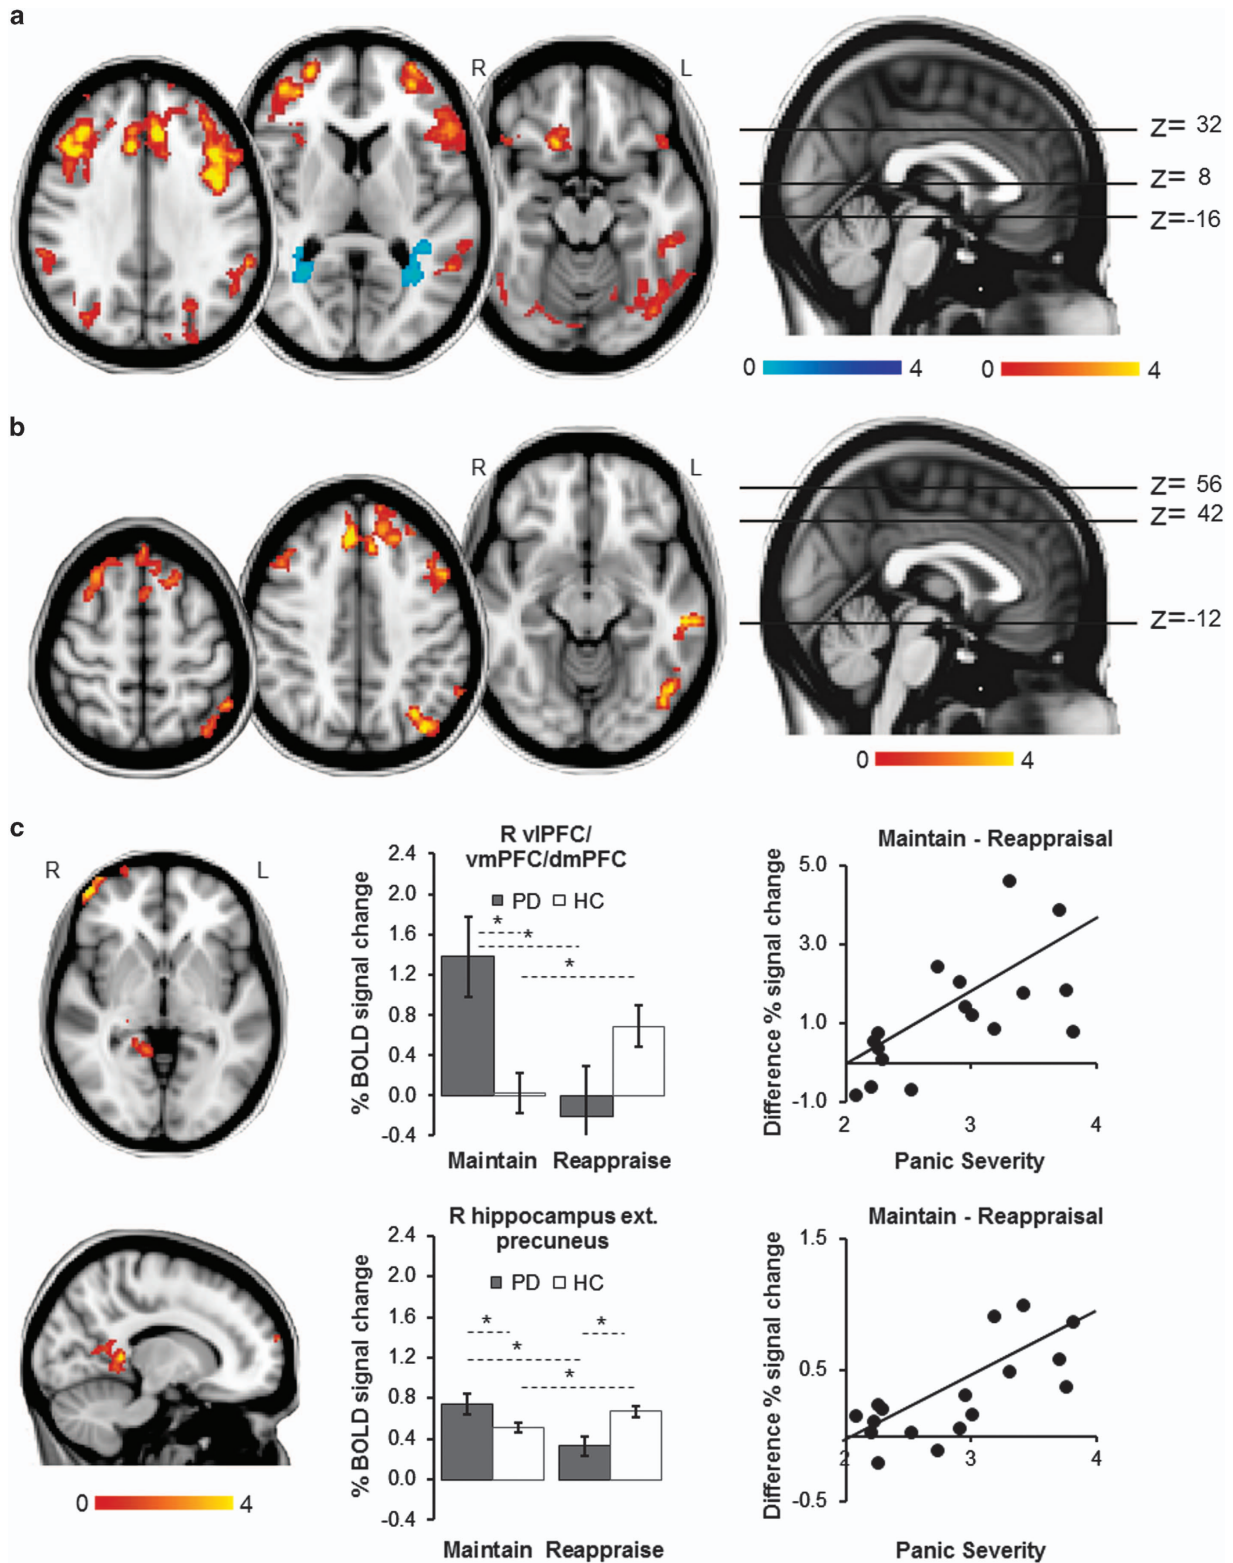 a
R
L
Z= 32
Z= 8
Z=-16
0
4
0
4
b
R
L
Z= 56
Z= 42
Z=-12
0
4
c
R
L
R vlPFC/
vmPFC/dmPFC
% BOLD signal change
2.4
2.0
1.6
1.2
0.8
0.4
0.0
-0.4
PD
HC
*
*
*
Maintain
Reappraise
Maintain - Reappraisal
Difference % signal change
5.0
3.0
1.0
-1.0
2
3
4
Panic Severity
0
4
R hippocampus ext.
precuneus
% BOLD signal change
2.4
2.0
1.6
1.2
0.8
0.4
0.0
-0.4
PD
HC
*
*
*
*
Maintain
Reappraise
Maintain - Reappraisal
Difference % signal change
1.5
0.5
-0.5
2
3
4
Panic Severity